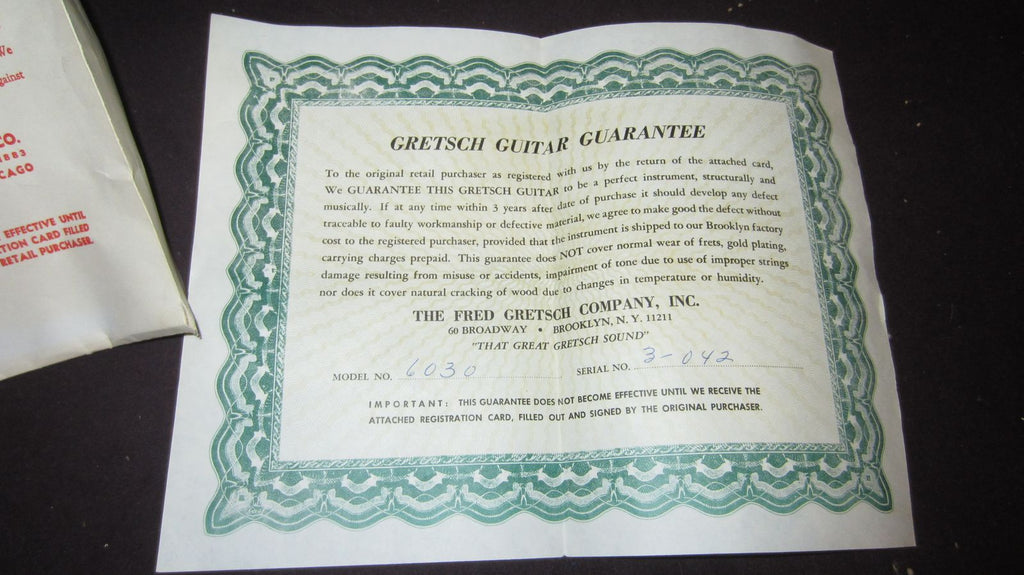 We
gainst
CO.
1883
CAGO
EFFECTIVE UNTIL
TION CARD FILLED
RETAIL PURCHASER.
GRETSCH GUITAR GUARANTEE
To the original retail purchaser as registered with us by the return of the attached card,
We GUARANTEE THIS GRETSCH GUITAR to be a perfect instrument, structurally and
musically. If at any time within 3 years after date of purchase it should develop any defect
traceable to faulty workmanship or defective material, we agree to make good the defect without
cost to the registered purchaser, provided that the instrument is shipped to our Brooklyn factory
carrying charges prepaid. This guarantee does NOT cover normal wear of frets, gold plating,
damage resulting from misuse or accidents, impairment of tone due to use of improper strings
nor does it cover natural cracking of wood due to changes in temperature or humidity.
THE FRED GRETSCH COMPANY, INC.
60 BROADWAY • BROOKLYN, N. Y. 11211
"THAT GREAT GRETSCH SOUND"
MODEL NO. 6030 SERIAL NO. 3-042
IMPORTANT: THIS GUARANTEE DOES NOT BECOME EFFECTIVE UNTIL WE RECEIVE THE
ATTACHED REGISTRATION CARD, FILLED OUT AND SIGNED BY THE ORIGINAL PURCHASER.